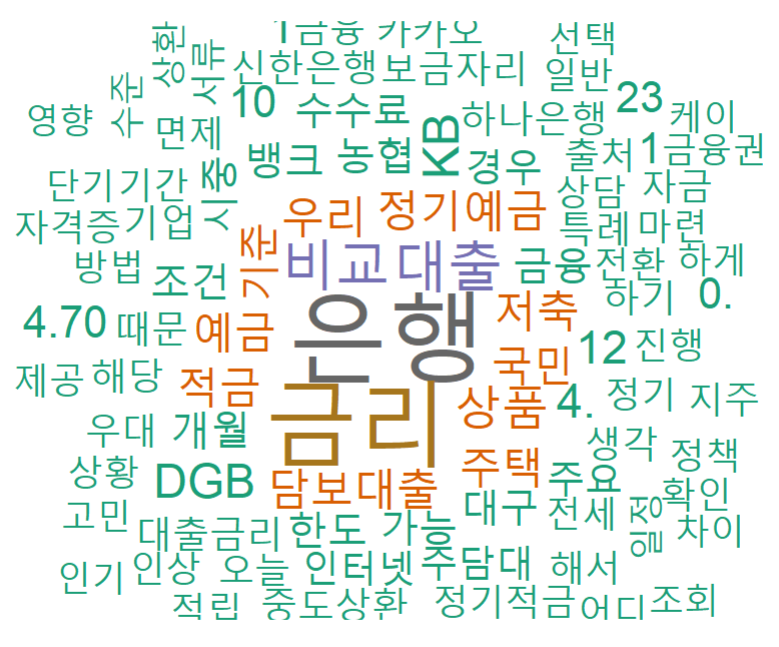 1금융 카카오 선택
상환
서류
신한은행 보금자리 일반
수준
영향 면제 10 수수료 KB 하나은행 23 케이
뱅크 농협 경우 출처 1금융권
단기 기간 시중 상담 자금
자격증 기업 우리 정기예금 특례 마련
방법 조건 기준 비교 대출 금융 전환 하게
하기 0.
4.70 때문 예금 은행 저축
12 진행
제공 해당 적금 국민
금리 상품 4. 정기 지주
우대 개월 생각 정책
상황 DGB 담보대출 주택 주요 확인
고민 대출금리 한도 가능 대구 전세 일정 차이
인기 인상 오늘 인터넷 주담대 해서
적립 중도상환 정기적금 어디 조회